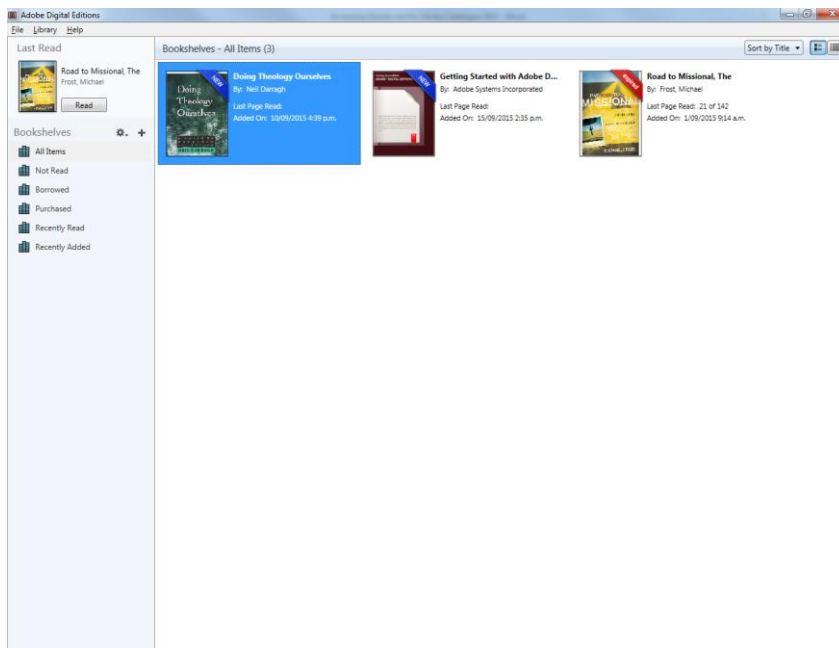 Adobe Digital Editions
File Library Help
Last Read
Road to Missional, The
Frost, Michael
Read
Bookshelves
All Items
Not Read
Borrowed
Purchased
Recently Read
Recently Added
Bookshelves - All Items (3)
Sort by Title
NEW
Doing
Theology
Ourselves
Doing Theology Ourselves
By: Neil Darragh
Last Page Read:
Added On: 10/09/2015 4:39 p.m.
NEW
Getting Started with Adobe D...
By: Adobe Systems Incorporated
Last Page Read:
Added On: 15/09/2015 2:35 p.m.
expired
MISSIONAL
Road to Missional, The
By: Frost, Michael
Last Page Read: 21 of 142
Added On: 1/09/2015 9:14 a.m.